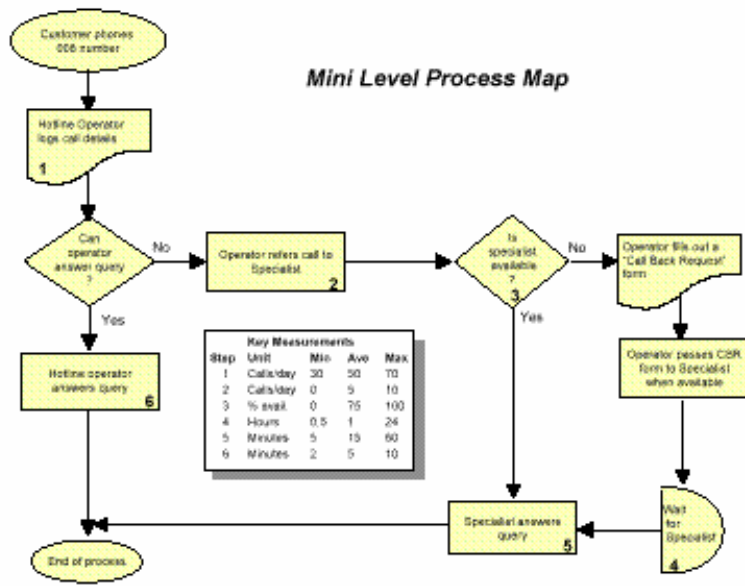 Customer phones
008 number
Mini Level Process Map
Hotline Operator
logs call details
1
Can
operator
answer query
?
No
Operator refers call to
Specialist
2
Is
specialist
available
?
3
No
Operator fills out a
"Call Back Request"
form
Yes
Yes
Operator passes CBR
form to Specialist
when available
Hotline operator
answers query
6
Key Measurements
Step Unit Min Ave Max
1 Calls/day 30 50 70
2 Calls/day 0 5 10
3 % avail. 0 75 100
4 Hours 0.5 1 24
5 Minutes 5 15 60
6 Minutes 2 5 10
Wait
for
Specialist
4
Specialist answers
query
5
End of process.